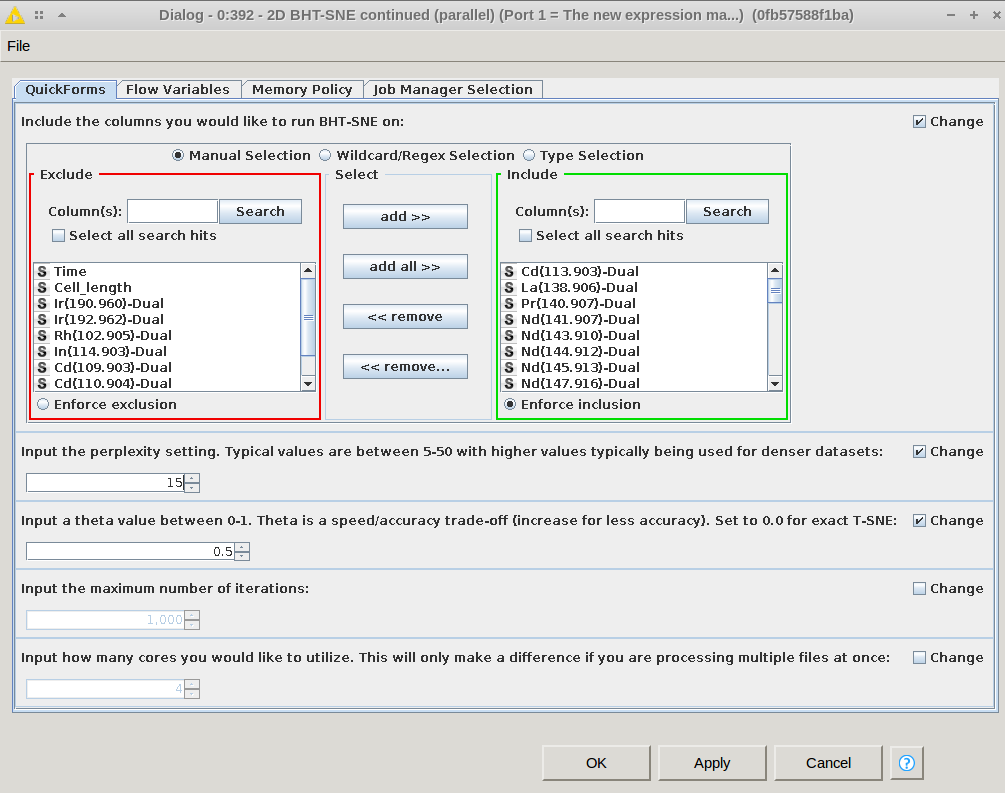 Dialog - 0:392 - 2D BHT-SNE continued (parallel) (Port 1 = The new expression ma...) (0fb57588f1ba)
File
QuickForms Flow Variables Memory Policy Job Manager Selection
Include the columns you would like to run BHT-SNE on: Change
Manual Selection Wildcard/Regex Selection Type Selection
Exclude Select Include
Column(s): Search add >> Column(s): Search
Select all search hits Select all search hits
add all >>
S Time S Cd(113.903)-Dual
S Cell_length S La(138.906)-Dual
S Ir(190.960)-Dual S Pr(140.907)-Dual
S Ir(192.962)-Dual << remove S Nd(141.907)-Dual
S Rh(102.905)-Dual S Nd(143.910)-Dual
S In(114.903)-Dual S Nd(144.912)-Dual
S Cd(109.903)-Dual << remove... S Nd(145.913)-Dual
S Cd(110.904)-Dual S Nd(147.916)-Dual
Enforce exclusion Enforce inclusion
Input the perplexity setting. Typical values are between 5-50 with higher values typically being used for denser datasets: Change
15
Input a theta value between 0-1. Theta is a speed/accuracy trade-off (increase for less accuracy). Set to 0.0 for exact T-SNE: Change
0.5
Input the maximum number of iterations: Change
1,000
Input how many cores you would like to utilize. This will only make a difference if you are processing multiple files at once: Change
4
OK Apply Cancel ?